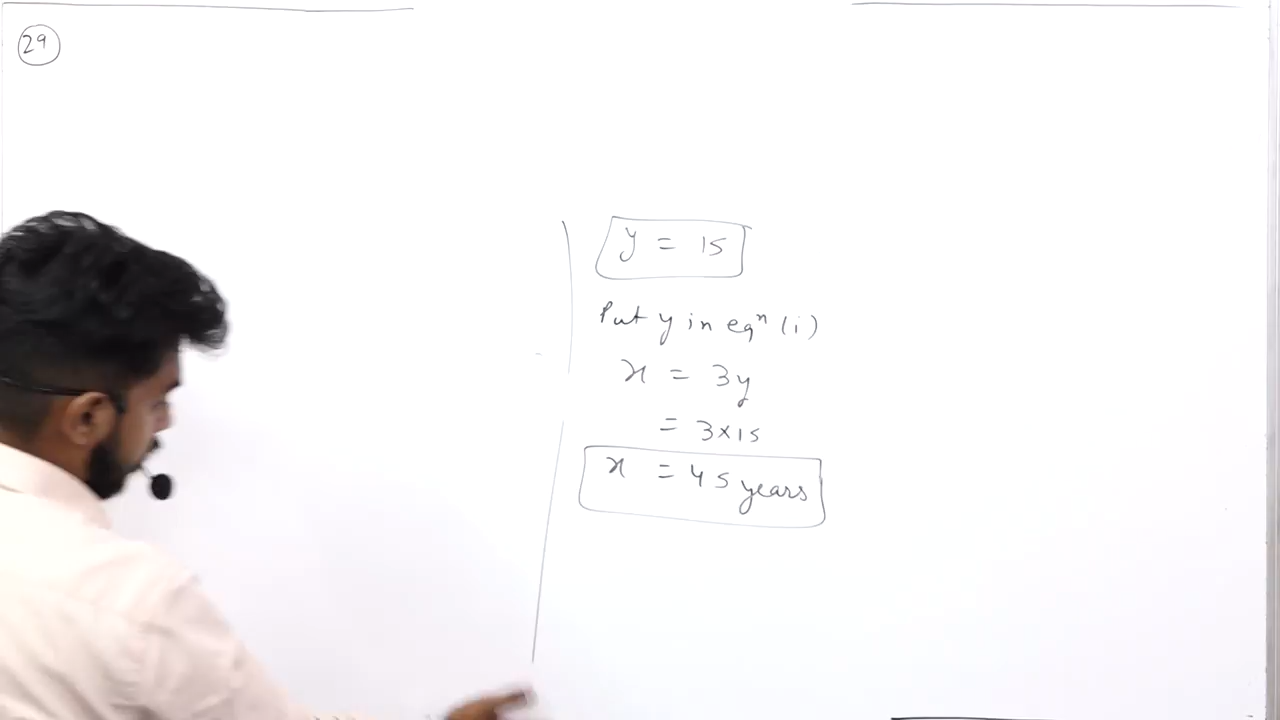 29
y = 15
Put y in eqⁿ (i)
x = 3y
= 3×15
x = 45 years